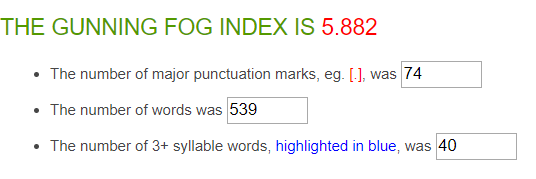 THE GUNNING FOG INDEX IS 5.882
• The number of major punctuation marks, eg. [.], was 74
• The number of words was 539
• The number of 3+ syllable words, highlighted in blue, was 40